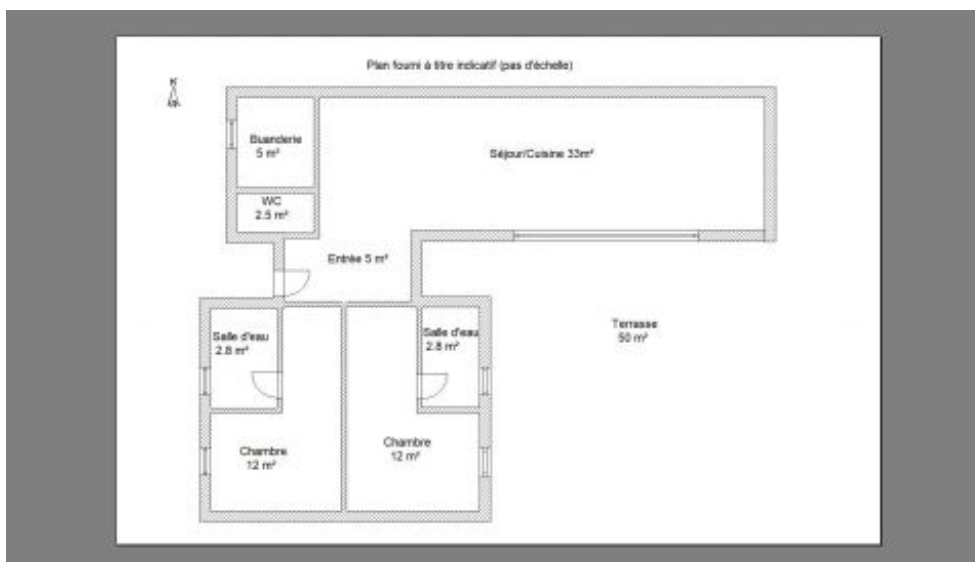 Plan fourni à titre indicatif (pas d'échelle)
N
Buanderie
5 m²
Séjour/Cuisine 33m²
WC
2.5 m²
Entrée 5 m²
Salle d'eau
2.8 m²
Salle d'eau
2.8 m²
Terrasse
50 m²
Chambre
12 m²
Chambre
12 m²